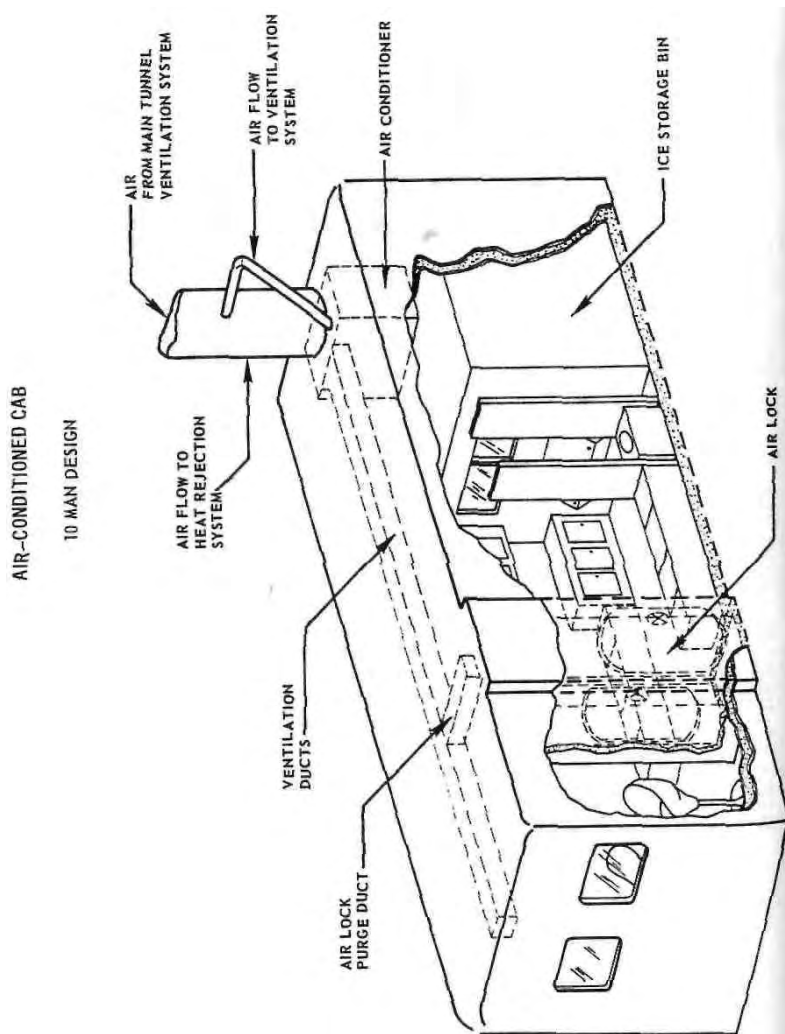 AIR-CONDITIONED CAB
10 MAN DESIGN
AIR
FROM MAIN TUNNEL
VENTILATION SYSTEM
AIR FLOW
TO VENTILATION
SYSTEM
AIR FLOW TO
HEAT REJECTION
SYSTEM
AIR CONDITIONER
VENTILATION
DUCTS
ICE STORAGE BIN
AIR LOCK
PURGE DUCT
AIR LOCK